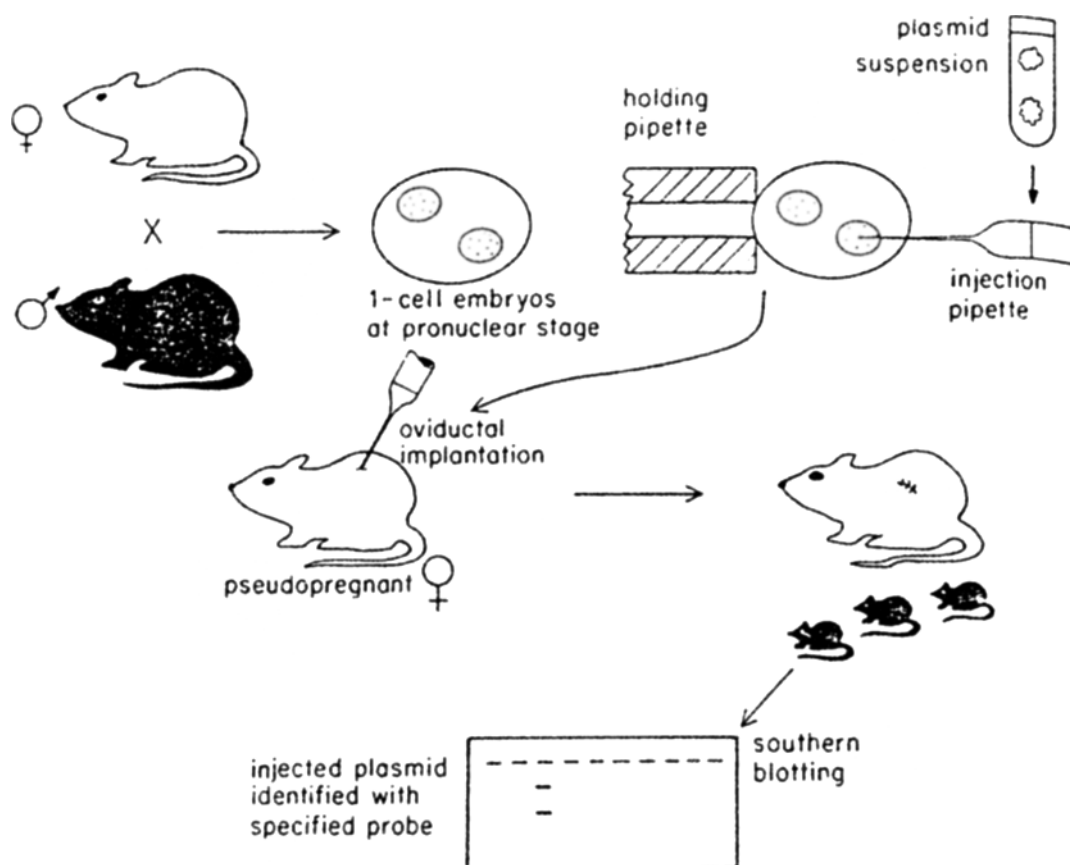 plasmid
suspension
holding
pipette
X
1-cell embryos
at pronuclear stage
injection
pipette
oviductal
implantation
pseudopregnant
southern
blotting
injected plasmid
identified with
specified probe